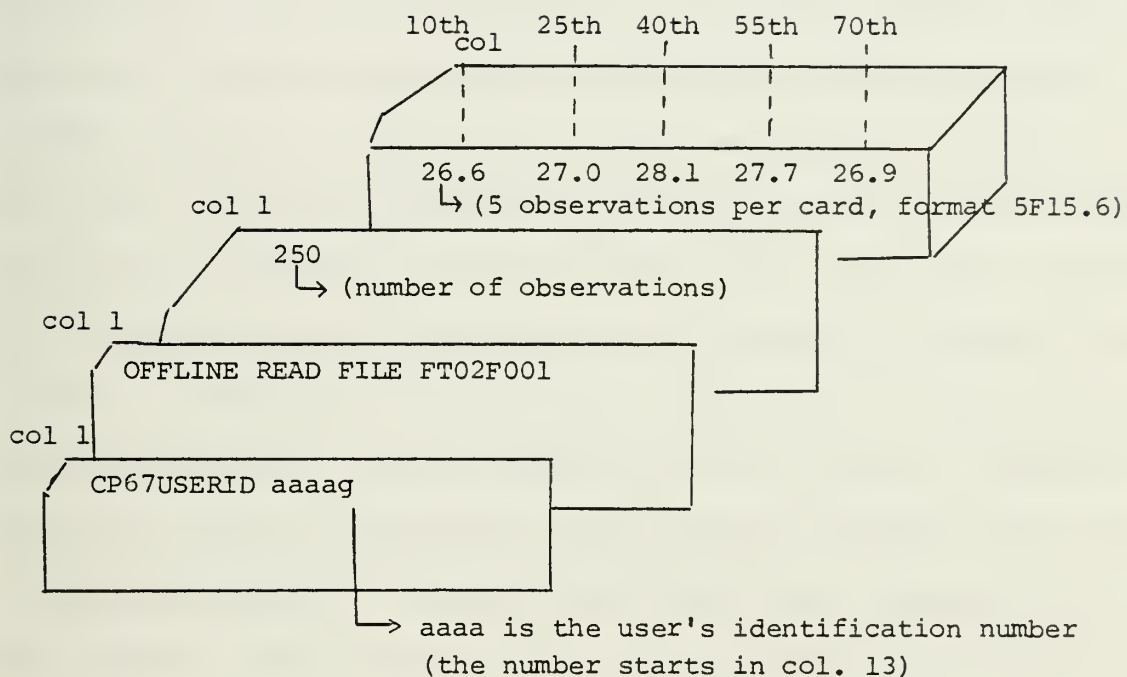 10th 25th 40th 55th 70th
col
26.6 27.0 28.1 27.7 26.9
(5 observations per card, format 5F15.6)
col 1
250
(number of observations)
col 1
OFFLINE READ FILE FT02F001
col 1
CP67USERID aaaag
aaaa is the user's identification number
(the number starts in col. 13)